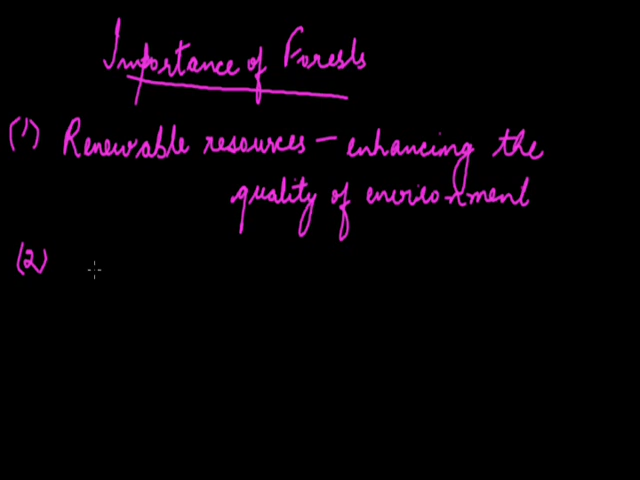 Importance of Forests
(1) Renewable resources - enhancing the
quality of environment
(2)